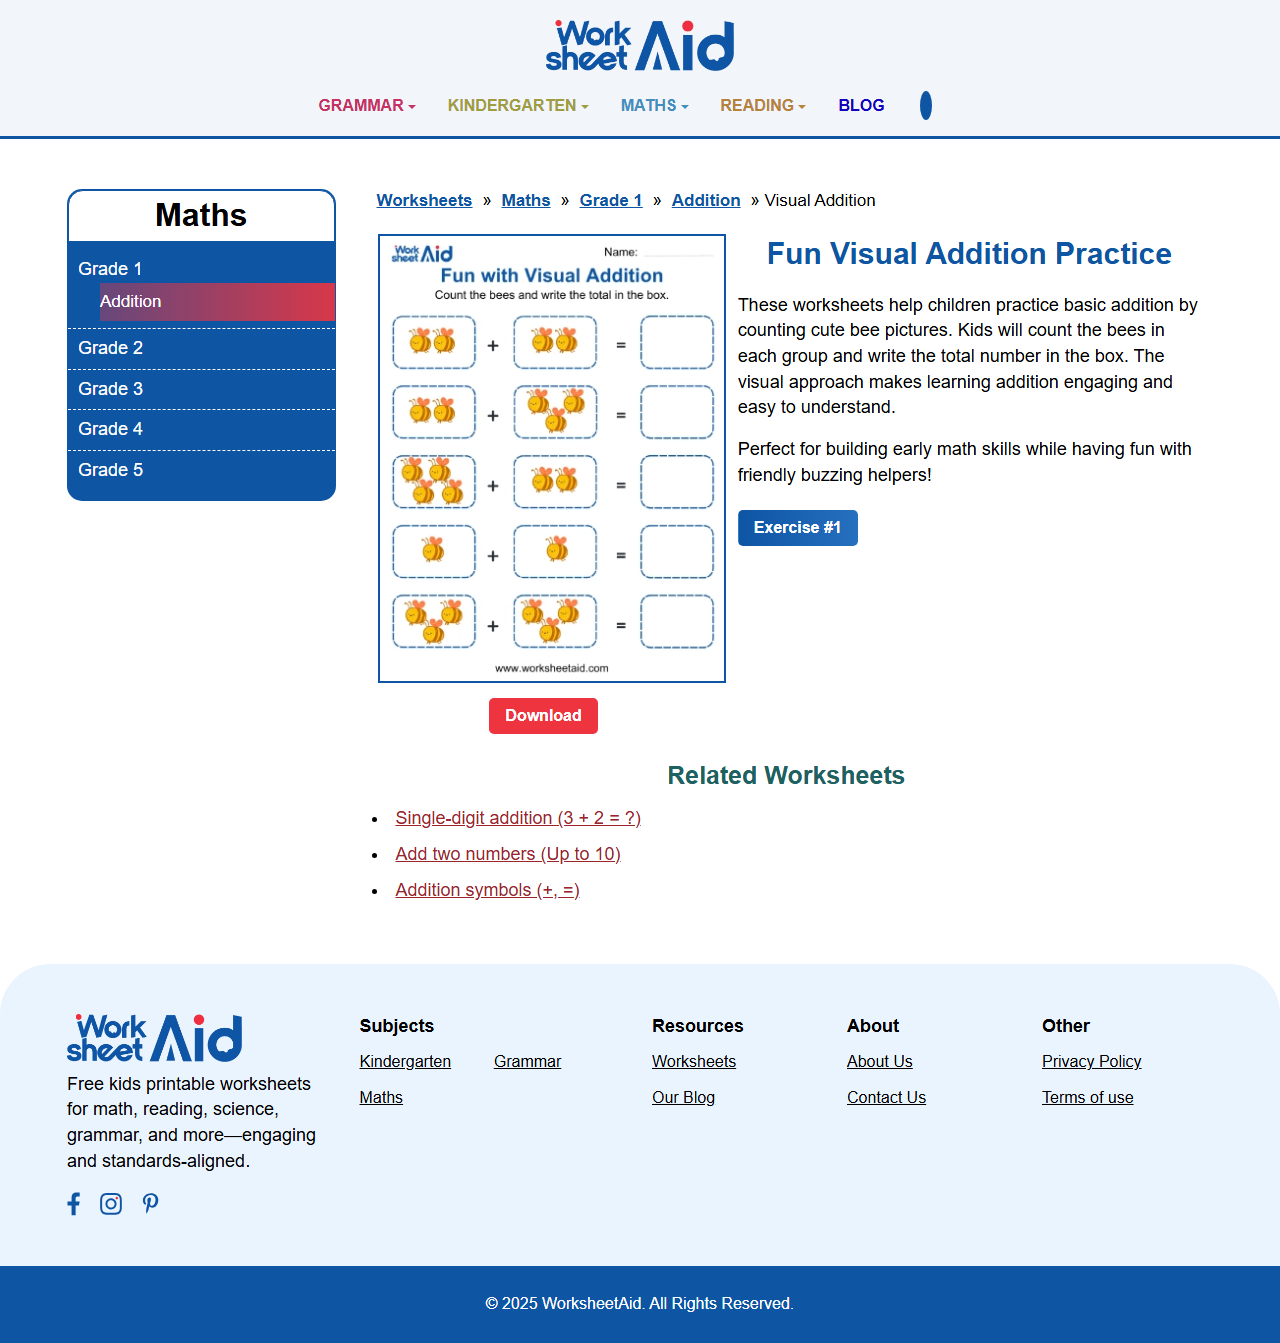 Work
sheet Aid
GRAMMAR KINDERGARTEN MATHS READING BLOG
Maths
Grade 1
Addition
Grade 2
Grade 3
Grade 4
Grade 5
Worksheets » Maths » Grade 1 » Addition » Visual Addition
Work
sheet Aid
Name:
Fun with Visual Addition
Count the bees and write the total in the box.
+ =
+ =
+ =
+ =
+ =
www.worksheetaid.com
Download
Fun Visual Addition Practice
These worksheets help children practice basic addition by
counting cute bee pictures. Kids will count the bees in
each group and write the total number in the box. The
visual approach makes learning addition engaging and
easy to understand.
Perfect for building early math skills while having fun with
friendly buzzing helpers!
Exercise #1
Related Worksheets
• Single-digit addition (3 + 2 = ?)
• Add two numbers (Up to 10)
• Addition symbols (+, =)
Work
sheet Aid
Free kids printable worksheets
for math, reading, science,
grammar, and more—engaging
and standards-aligned.
Subjects
Kindergarten Grammar
Maths
Resources
Worksheets
Our Blog
About
About Us
Contact Us
Other
Privacy Policy
Terms of use
© 2025 WorksheetAid. All Rights Reserved.